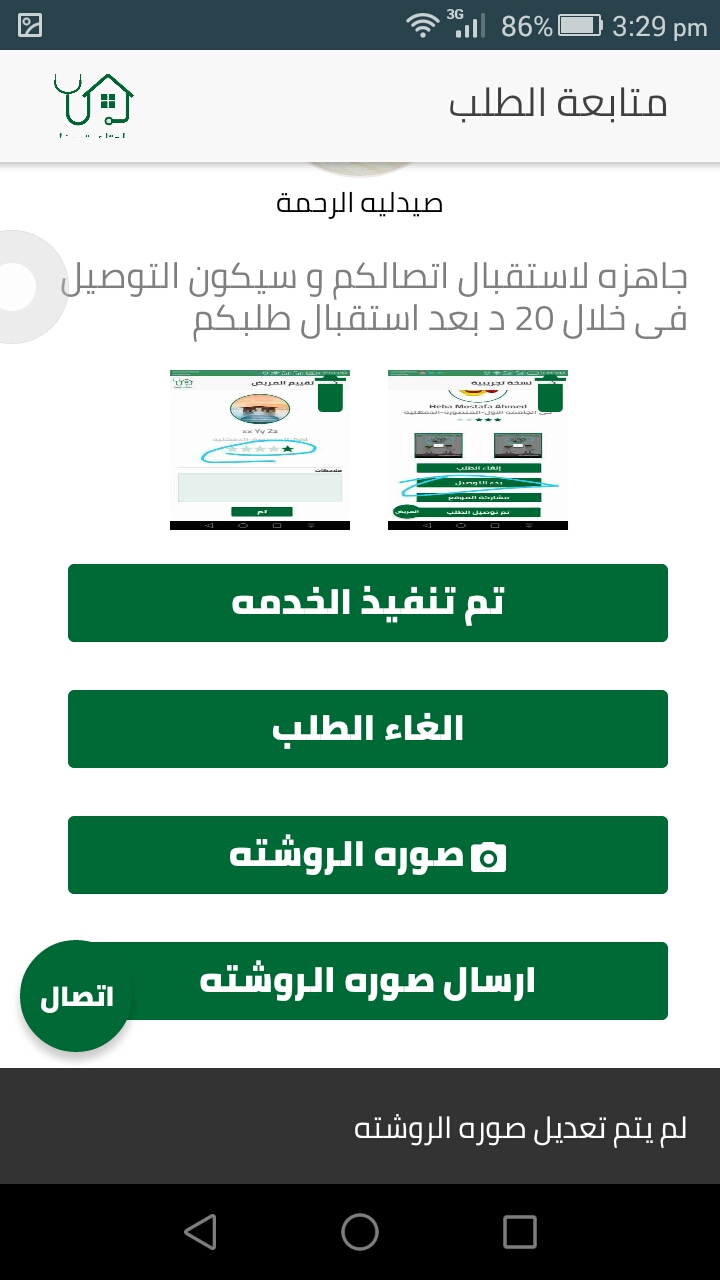 3G 86% 3:29 pm
متابعة الطلب
صيدليه الرحمة
جاهزه لاستقبال اتصالكم و سيكون التوصيل
فى خلال 20 د بعد استقبال طلبكم
نسخة تجريبية
Heba Mostafa Ahmed
إلغاء الطلب
بدء التوصيل
مشاركة الموقع
تم توصيل الطلب
المريض
تقييم المريض
xx Yy Zz
ملاحظات
تم
تم تنفيذ الخدمه
الغاء الطلب
صوره الروشته
ارسال صوره الروشته
اتصال
لم يتم تعديل صوره الروشته